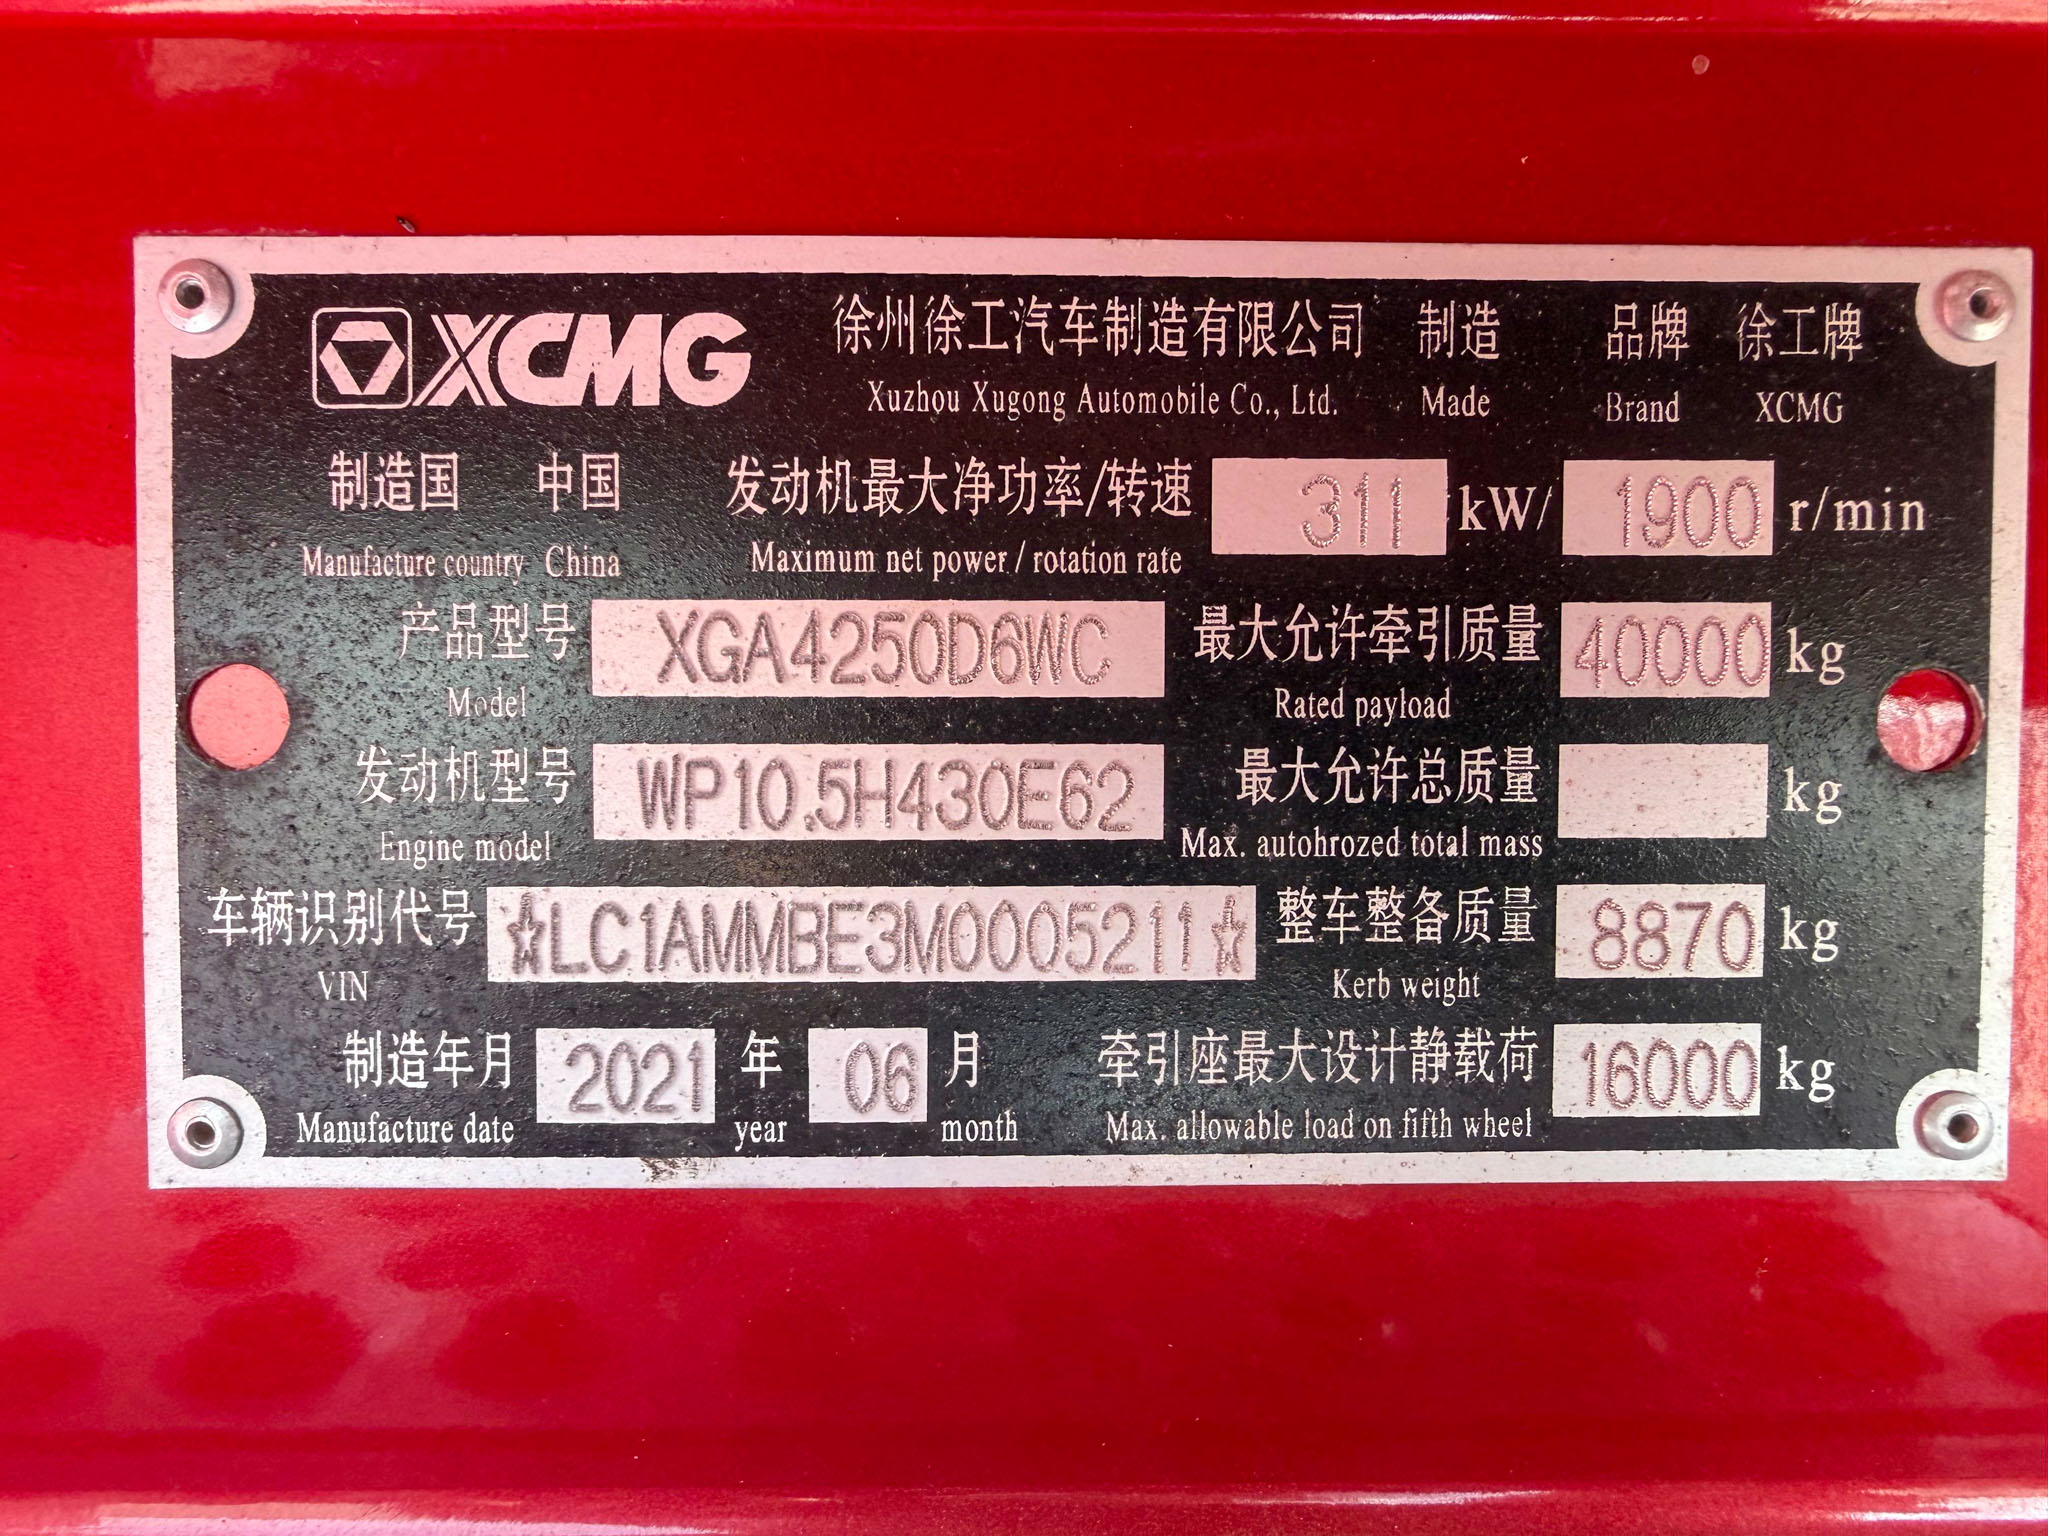 XCMG 徐州徐工汽车制造有限公司 制造 品牌 徐工牌
Xuzhou Xugong Automobile Co., Ltd. Made Brand XCMG
制造国 中国 发动机最大净功率/转速 311 kW/ 1900 r/min
Manufacture country China Maximum net power / rotation rate
产品型号 XGA4250D6WC 最大允许牵引质量 40000 kg
Model Rated payload
发动机型号 WP10.5H430E62 最大允许总质量 kg
Engine model Max. autohrozed total mass
车辆识别代号 ☆LC1AMMBE3M0005211☆ 整车整备质量 8870 kg
VIN Kerb weight
制造年月 2021 年 06 月 牵引座最大设计静载荷 16000 kg
Manufacture date year month Max. allowable load on fifth wheel